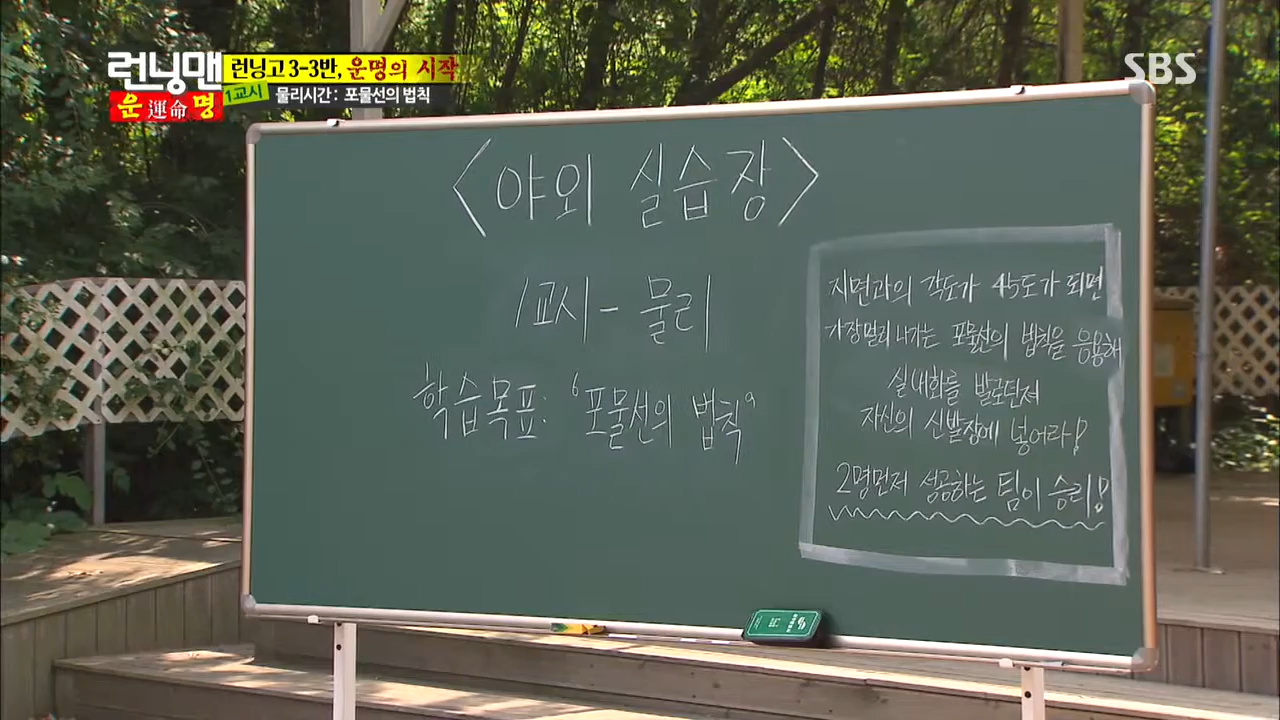 런닝맨 런닝고 3-3반, 운명의 시작
운 運命 명 1교시 물리시간 : 포물선의 법칙
SBS
<야외 실습장>
1교시 - 물리
학습목표: '포물선의 법칙'
지면과의 각도가 45도가 되면
가장멀리 나가는 포물선의 법칙을 응용해
실내화를 발로던져
자신의 신발장에 넣어라!
2명먼저 성공하는 팀이 승리!